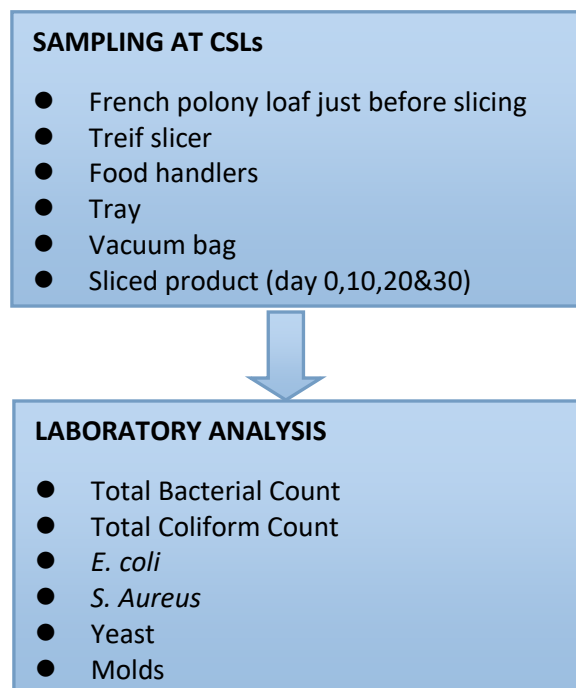 SAMPLING AT CSLs
● French polony loaf just before slicing
● Treif slicer
● Food handlers
● Tray
● Vacuum bag
● Sliced product (day 0,10,20&30)
LABORATORY ANALYSIS
● Total Bacterial Count
● Total Coliform Count
● E. coli
● S. Aureus
● Yeast
● Molds